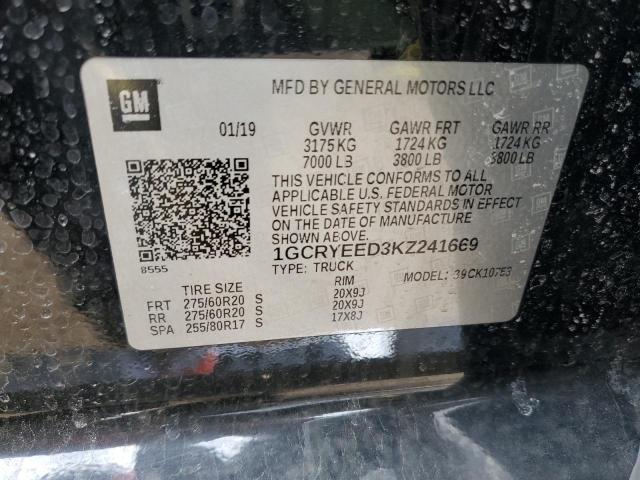 GM
MFD BY GENERAL MOTORS LLC
01/19 GVWR GAWR FRT GAWR RR
3175 KG 1724 KG 1724 KG
7000 LB 3800 LB 3800 LB
THIS VEHICLE CONFORMS TO ALL
APPLICABLE U.S. FEDERAL MOTOR
VEHICLE SAFETY STANDARDS IN EFFECT
ON THE DATE OF MANUFACTURE
SHOWN ABOVE.
1GCRYEED3KZ241669
8555
TYPE: TRUCK MODEL:
TIRE SIZE RIM
FRT 275/60R20 S 20X9J
RR 275/60R20 S 20X9J
SPA 255/80R17 S 17X8J